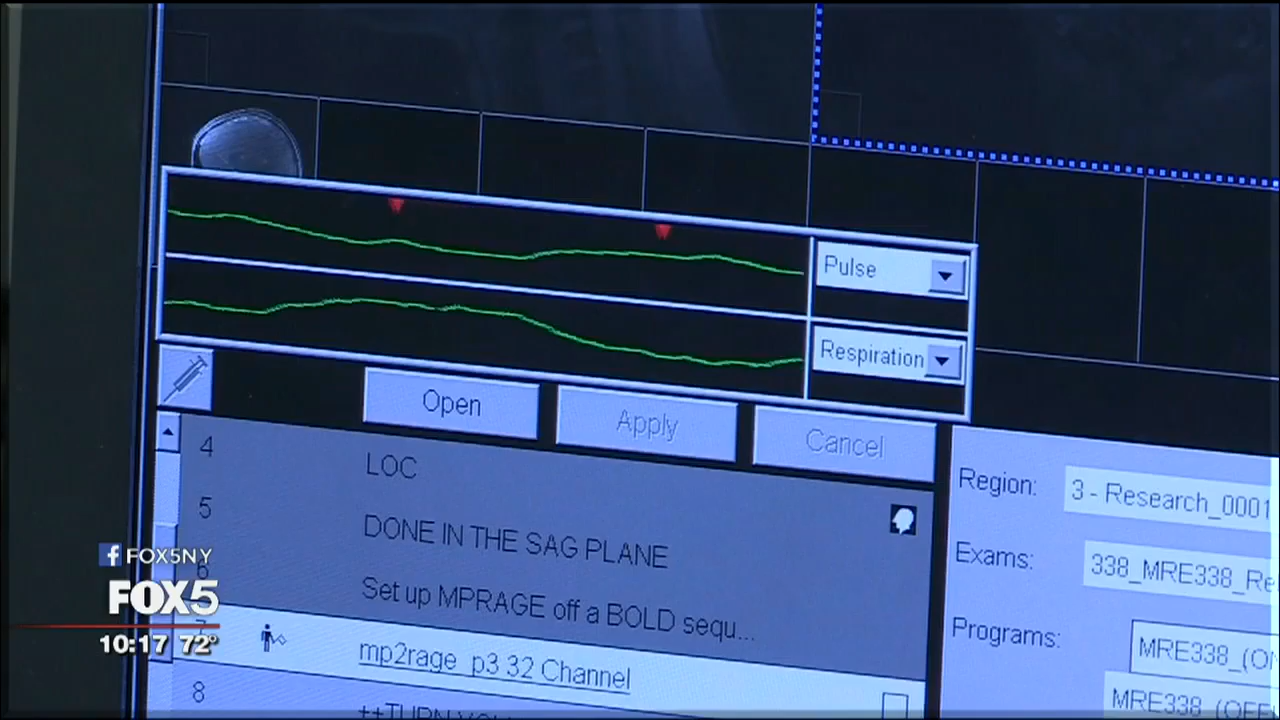 Pulse
Respiration
Open
Apply
Cancel
4
LOC
5
DONE IN THE SAG PLANE
6
Set up MPRAGE off a BOLD sequ...
7
mp2rage_p3 32 Channel
8
Region:
3 - Research_0001
Exams:
338_MRE338_Re
Programs:
MRE338_(O
MRE338_(OFF
f FOX5NY
FOX5
10:17 72°